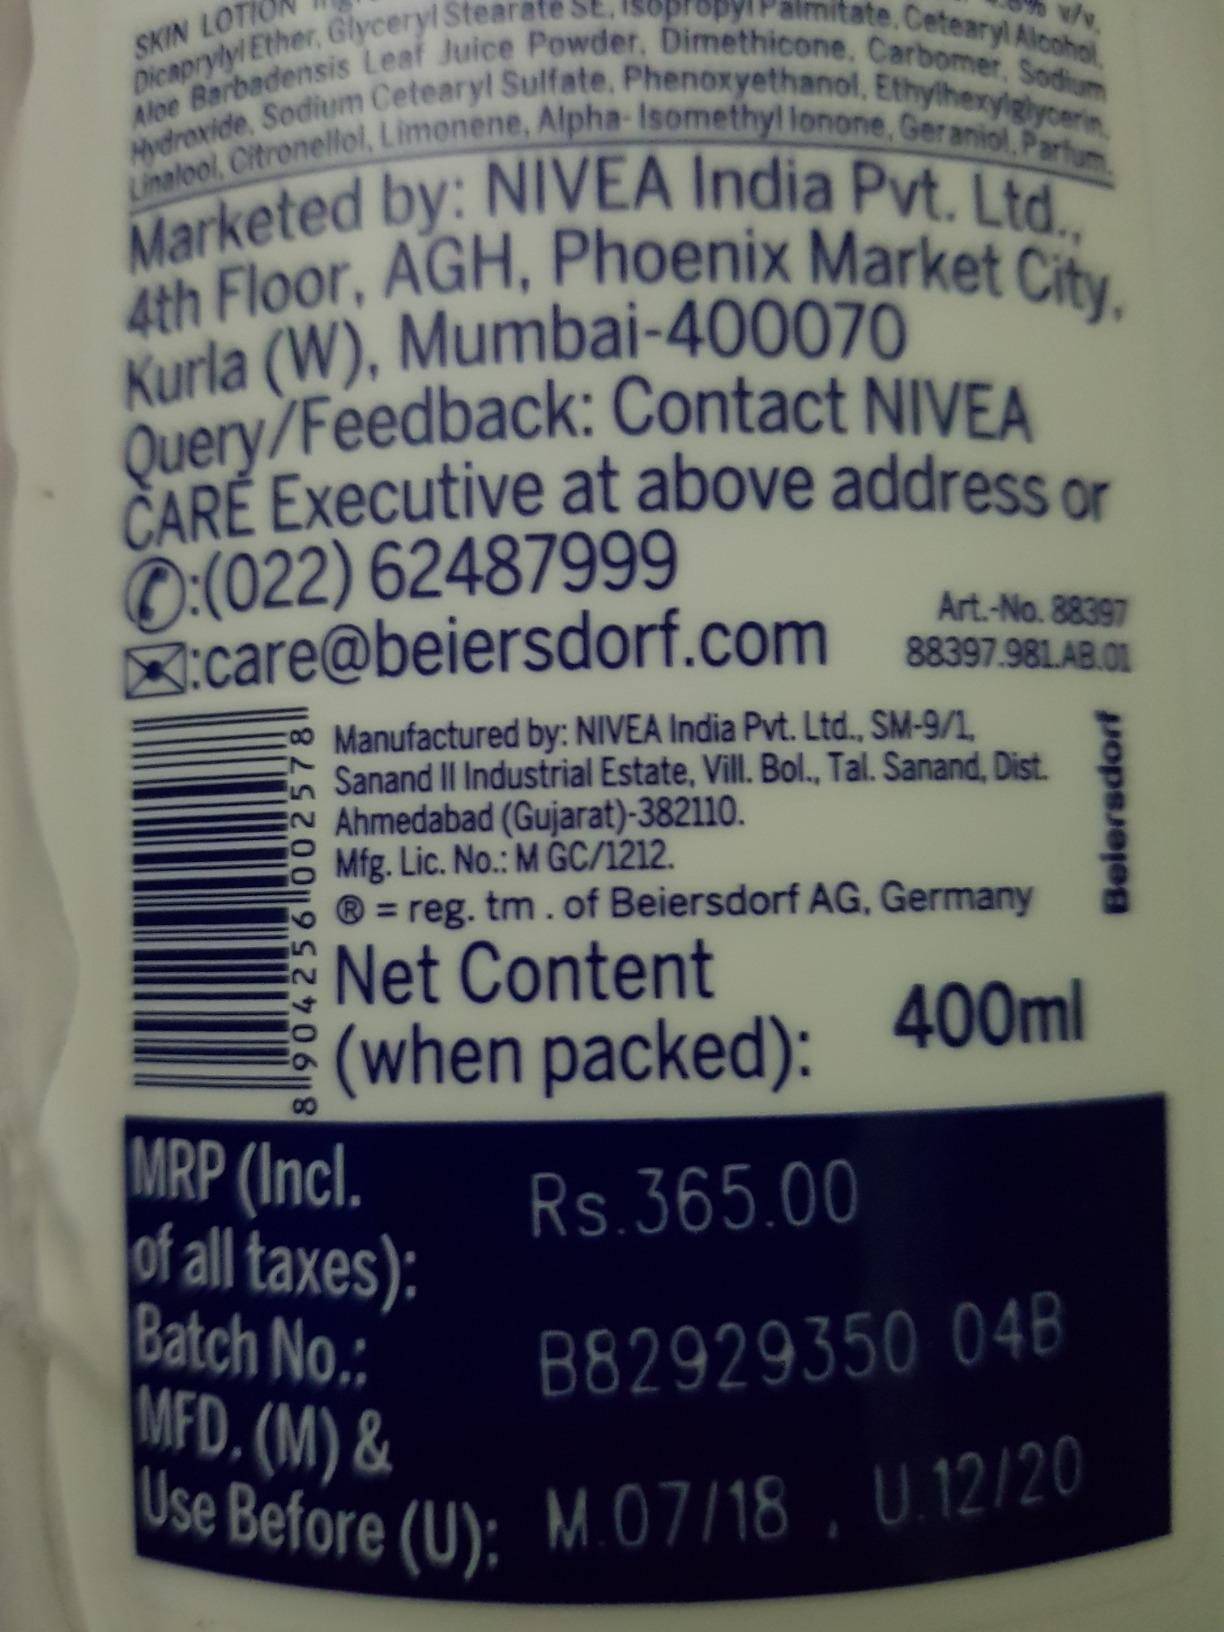 SKIN LOTION
Dicaprylyl Ether, Glyceryl Stearate SE, Isopropyl Palmitate, Cetearyl Alcohol,
Aloe Barbadensis Leaf Juice Powder, Dimethicone, Carbomer, Sodium
Hydroxide, Sodium Cetearyl Sulfate, Phenoxyethanol, Ethylhexylglycerin,
Linalool, Citronellol, Limonene, Alpha-Isomethyl Ionone, Geraniol, Parfum.
Marketed by: NIVEA India Pvt. Ltd.,
4th Floor, AGH, Phoenix Market City,
Kurla (W), Mumbai-400070
Query/Feedback: Contact NIVEA
CARE Executive at above address or
✆:(022) 62487999
✉:care@beiersdorf.com
Art.-No. 88397
88397.981.AB.01
8 904256 002578
Manufactured by: NIVEA India Pvt. Ltd., SM-9/1,
Sanand II Industrial Estate, Vill. Bol., Tal. Sanand, Dist.
Ahmedabad (Gujarat)-382110.
Mfg. Lic. No.: M GC/1212.
® = reg. tm . of Beiersdorf AG, Germany
Beiersdorf
Net Content
(when packed): 400ml
MRP (Incl.
of all taxes): Rs.365.00
Batch No.: B82929350 04B
MFD. (M) &
Use Before (U): M.07/18 , U.12/20